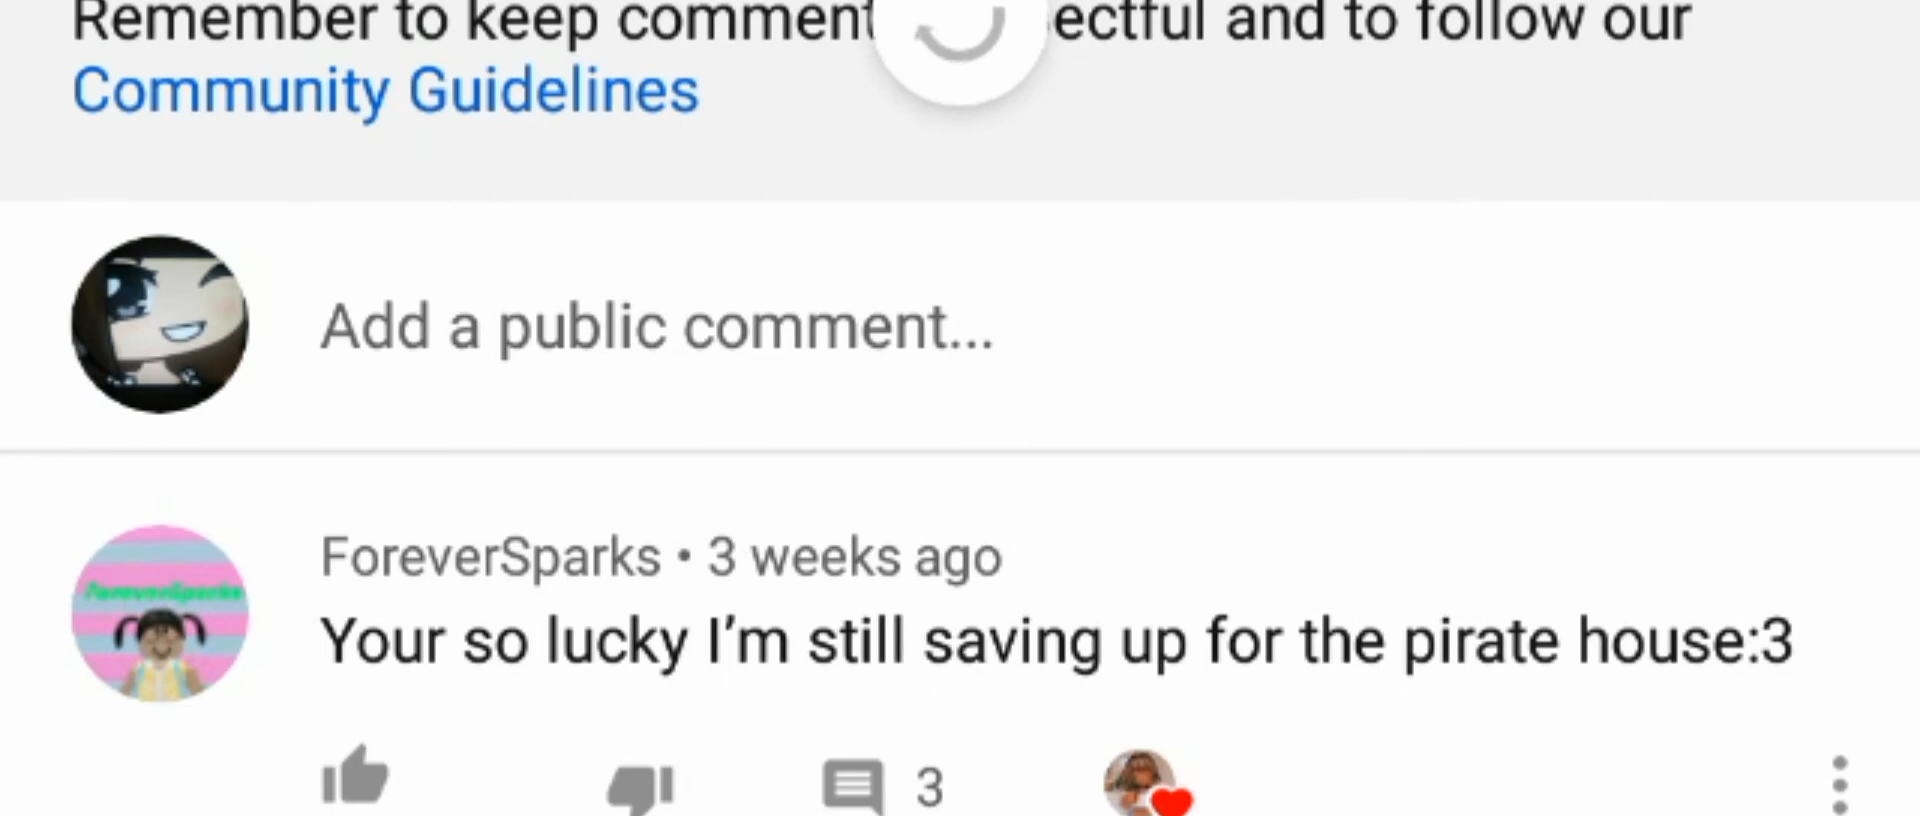 Remember to keep comment ectful and to follow our
Community Guidelines
Add a public comment...
ForeverSparks
ForeverSparks • 3 weeks ago
Your so lucky I’m still saving up for the pirate house:3
3